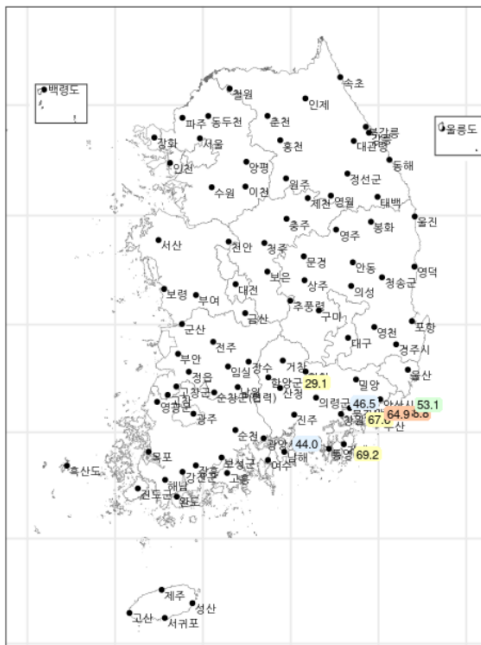 속초
백령도
철원
인제
파주
동두천
춘천
울릉도
강화
서울
홍천
대관령
동해
인천
양평
정선군
수원
이천
원주
제천
영월
태백
충주
영주
봉화
울진
서산
천안
청주
문경
안동
영덕
보은
청송군
보령
대전
상주
의성
부여
추풍령
구미
금산
군산
영천
포항
대구
경주시
전주
부안
임실
장수
거창
울산
정읍
함양군
29.1
밀양
고창군
남원
산청
순창군
의령군
46.5
양산시
53.1
영광군
64.9
광주
진주
67.
순천
부산
44.0
목포
남해
69.2
흑산도
보성군
여수
장흥
강진군
고흥
해남
진도군
완도
제주
성산
고산
서귀포